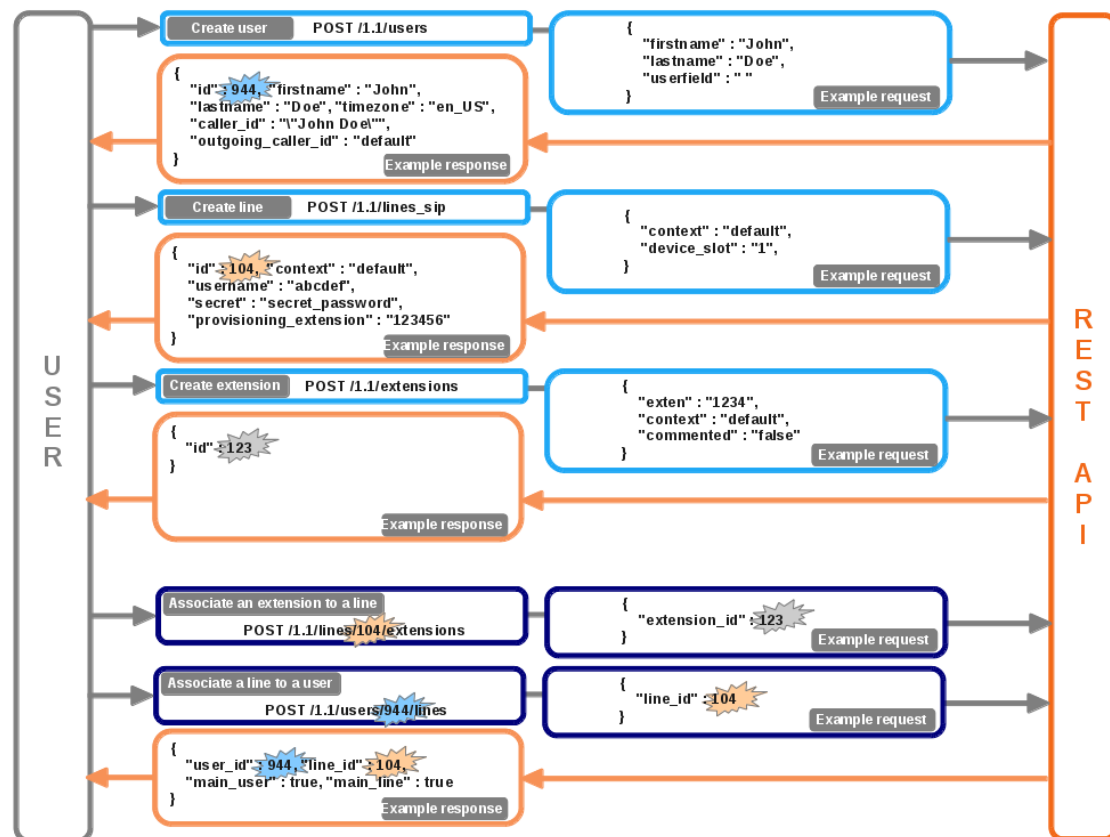 USER
Create user POST /1.1/users
{
"firstname" : "John",
"lastname" : "Doe",
"userfield" : " "
}
Example request
{
"id" : 944, "firstname" : "John",
"lastname" : "Doe", "timezone" : "en_US",
"caller_id" : "\"John Doe\"",
"outgoing_caller_id" : "default"
}
Example response
Create line POST /1.1/lines_sip
{
"context" : "default",
"device_slot" : "1",
}
Example request
{
"id" : 104, "context" : "default",
"username" : "abcdef",
"secret" : "secret_password",
"provisioning_extension" : "123456"
}
Example response
Create extension POST /1.1/extensions
{
"exten" : "1234",
"context" : "default",
"commented" : "false"
}
Example request
{
"id" : 123
}
Example response
Associate an extension to a line
POST /1.1/lines/104/extensions
{
"extension_id" : 123
}
Example request
Associate a line to a user
POST /1.1/users/944/lines
{
"line_id" : 104
}
Example request
{
"user_id" : 944, "line_id" : 104,
"main_user" : true, "main_line" : true
}
Example response
REST API